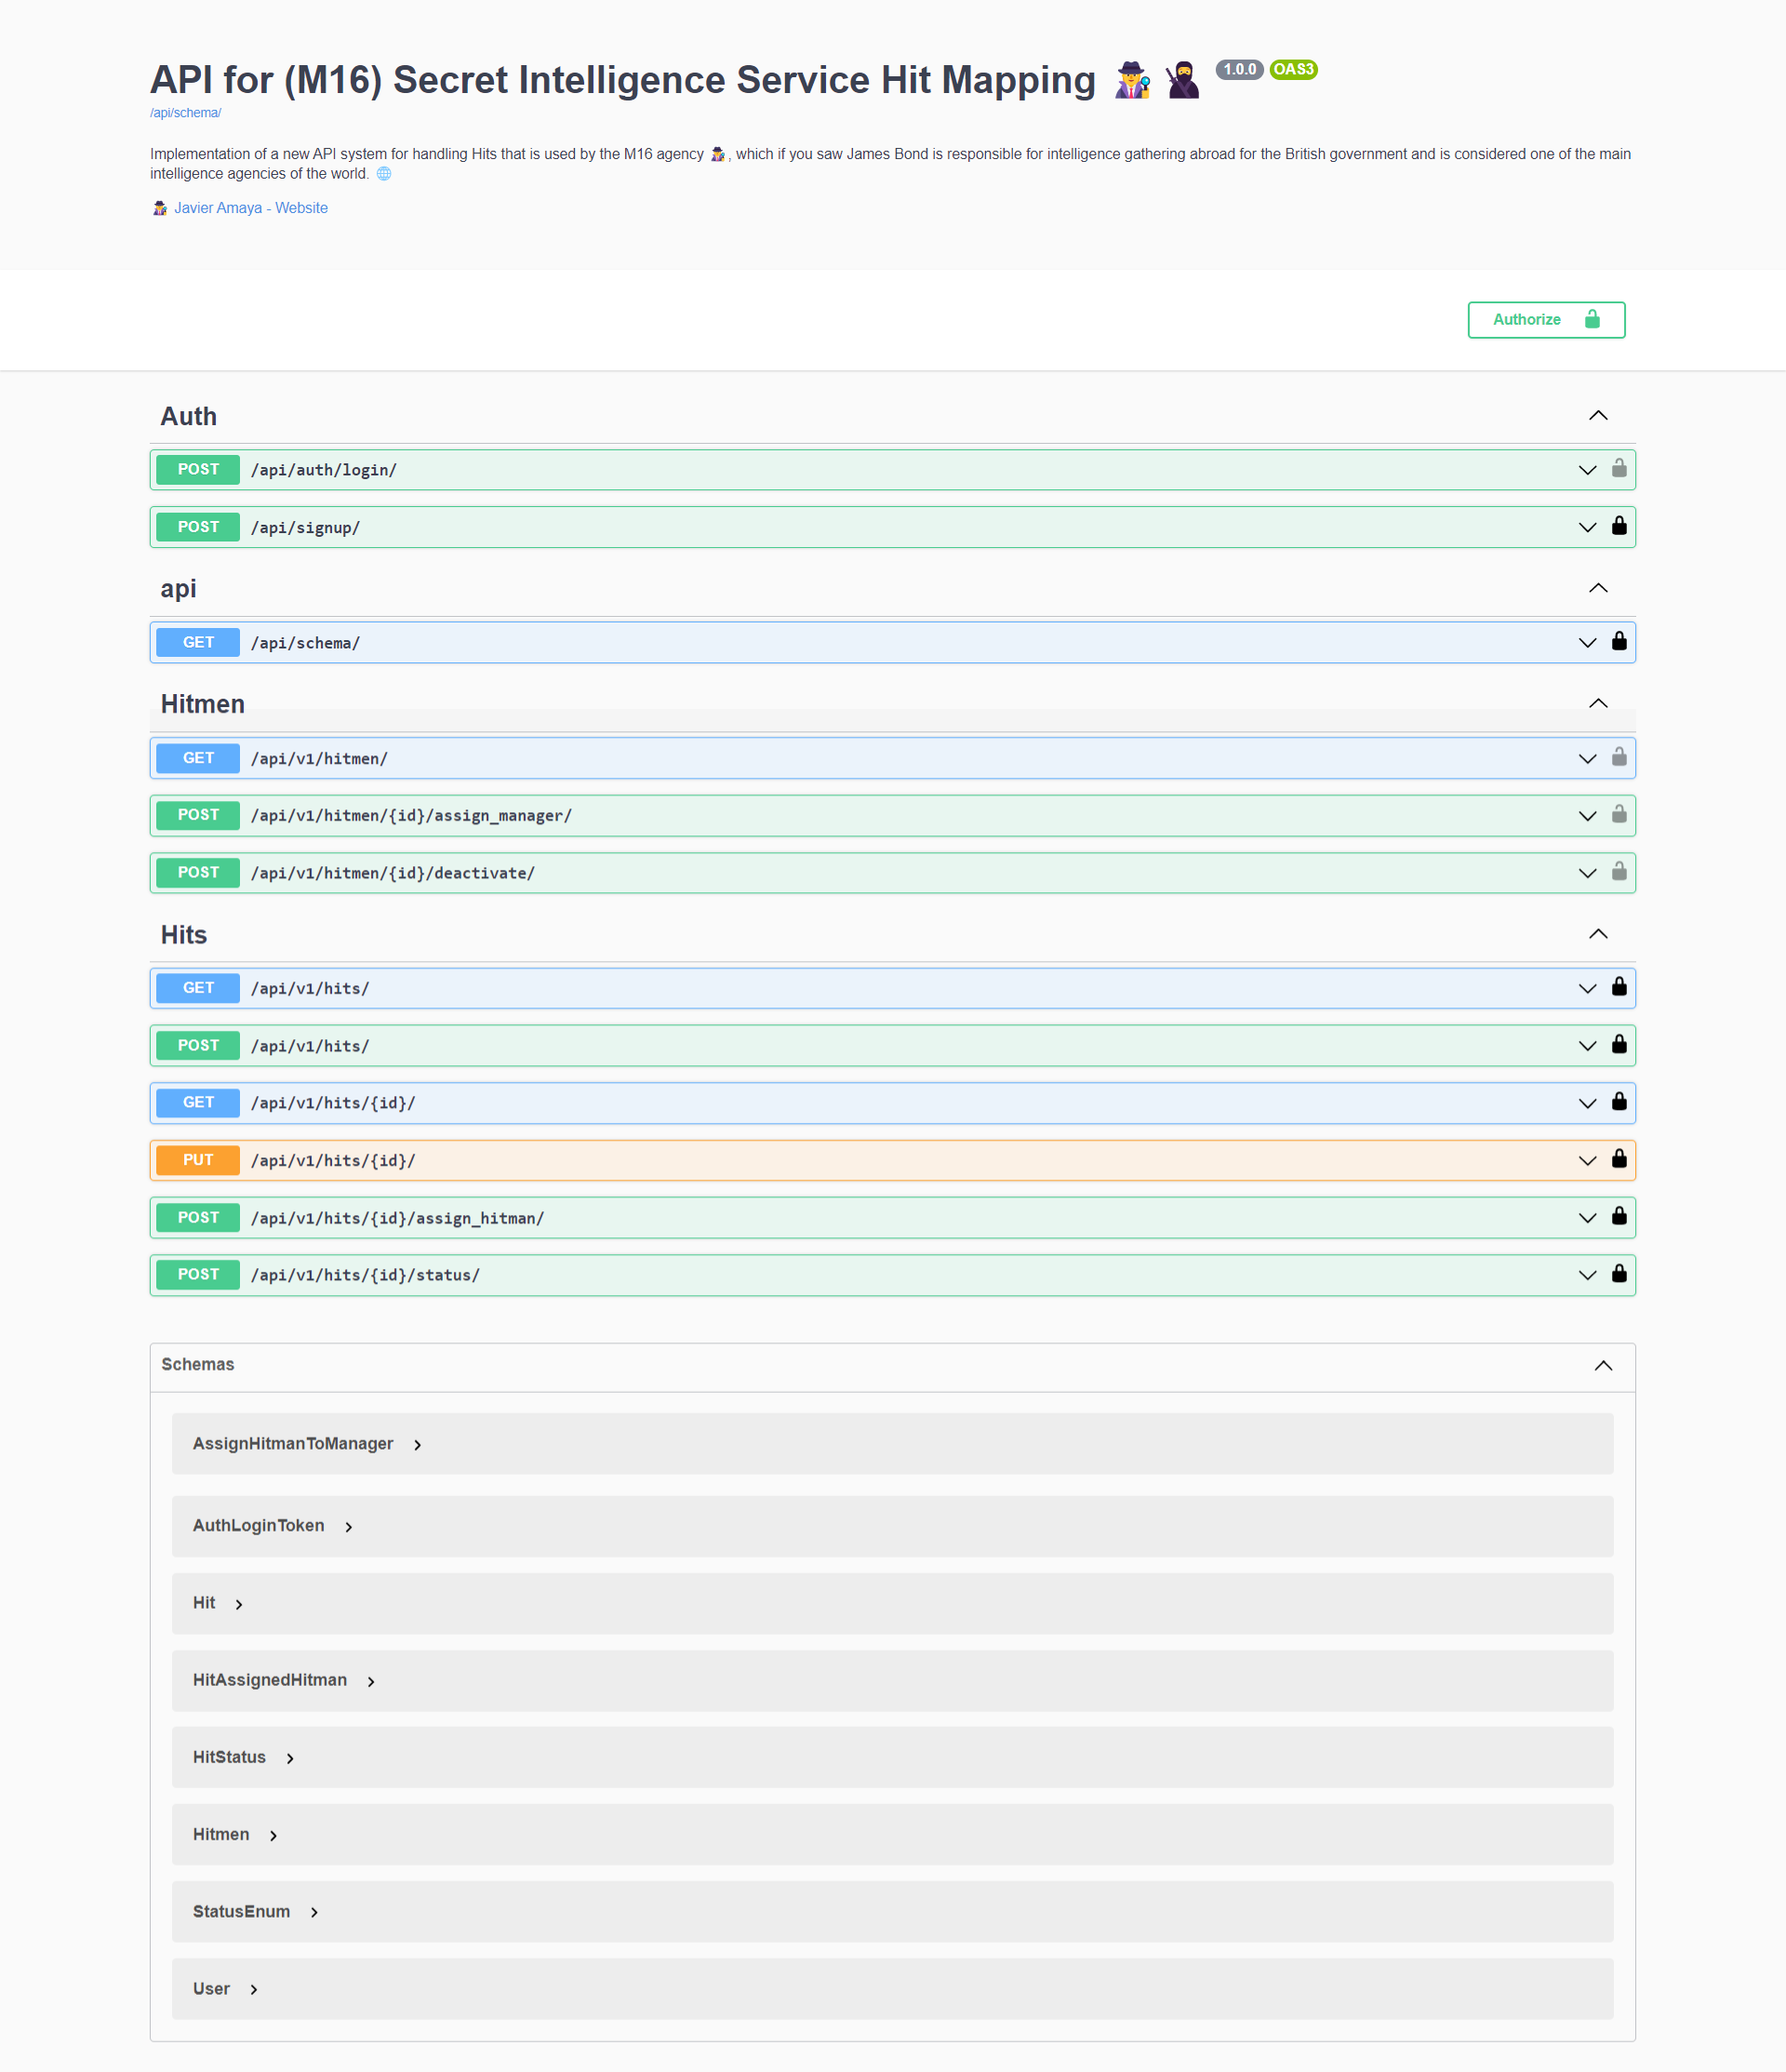 API for (M16) Secret Intelligence Service Hit Mapping 🕵️ 🥷 1.0.0 OAS3
/api/schema/
Implementation of a new API system for handling Hits that is used by the M16 agency 🕵️, which if you saw James Bond is responsible for intelligence gathering abroad for the British government and is considered one of the main
intelligence agencies of the world. 🌐
🕵️ Javier Amaya - Website
Authorize
Auth
POST /api/auth/login/
POST /api/signup/
api
GET /api/schema/
Hitmen
GET /api/v1/hitmen/
POST /api/v1/hitmen/{id}/assign_manager/
POST /api/v1/hitmen/{id}/deactivate/
Hits
GET /api/v1/hits/
POST /api/v1/hits/
GET /api/v1/hits/{id}/
PUT /api/v1/hits/{id}/
POST /api/v1/hits/{id}/assign_hitman/
POST /api/v1/hits/{id}/status/
Schemas
AssignHitmanToManager
AuthLoginToken
Hit
HitAssignedHitman
HitStatus
Hitmen
StatusEnum
User